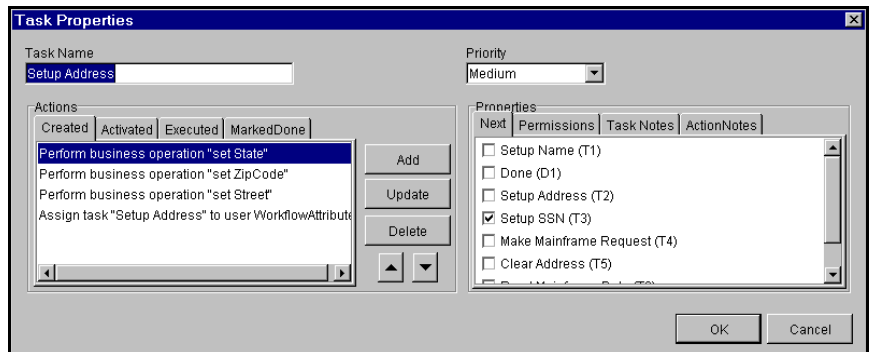 Task Properties
Task Name
Priority
Setup Address
Medium
Actions
Properties
Created Activated Executed MarkedDone
Next Permissions Task Notes ActionNotes
Perform business operation "set State"
Perform business operation "set ZipCode"
Perform business operation "set Street"
Assign task "Setup Address" to user WorkflowAttribute
Add
Update
Delete
Setup Name (T1)
Done (D1)
Setup Address (T2)
Setup SSN (T3)
Make Mainframe Request (T4)
Clear Address (T5)
OK Cancel